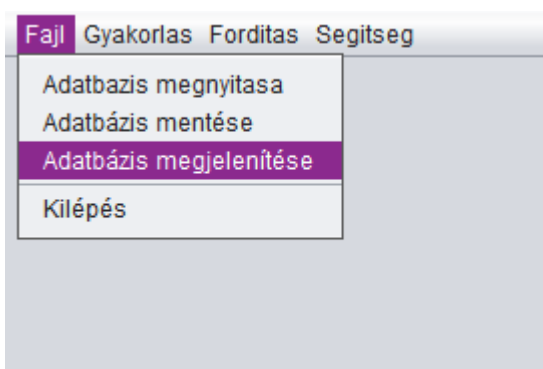 Fajl Gyakorlas Forditas Segitseg
Adatbazis megnyitasa
Adatbázis mentése
Adatbázis megjelenítése
Kilépés